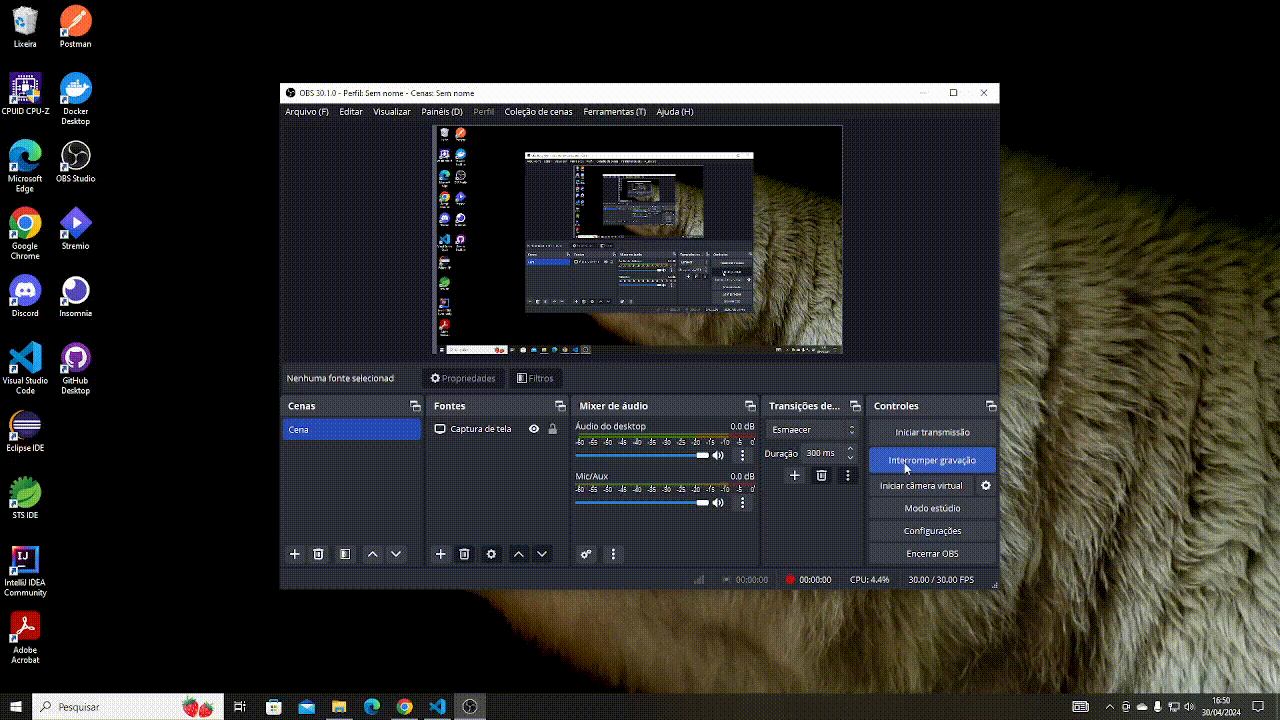 Lixeira
Postman
CPUID CPU-Z
Docker
Desktop
Microsoft
Edge
OBS Studio
Google
Chrome
Stremio
Discord
Insomnia
Visual Studio
Code
GitHub
Desktop
Eclipse IDE
STS IDE
IntelliJ IDEA
Community
Adobe
Acrobat
OBS 30.1.0 - Perfil: Sem nome - Cenas: Sem nome
Arquivo (F) Editar Visualizar Painéis (D) Perfil Coleção de cenas Ferramentas (T) Ajuda (H)
Nenhuma fonte selecionad Propriedades Filtros
Cenas
Cena
Fontes
Captura de tela
Mixer de áudio
Áudio do desktop 0.0 dB
-60 -55 -50 -45 -40 -35 -30 -25 -20 -15 -10 -5 0
Mic/Aux 0.0 dB
-60 -55 -50 -45 -40 -35 -30 -25 -20 -15 -10 -5 0
Transições de...
Esmaecer
Duração 300 ms
Controles
Iniciar transmissão
Interromper gravação
Iniciar câmera virtual
Modo estúdio
Configurações
Encerrar OBS
00:00:00 00:00:00 CPU: 4.4% 30.00 / 30.00 FPS
Pesquisar
16:50
30/04/2024